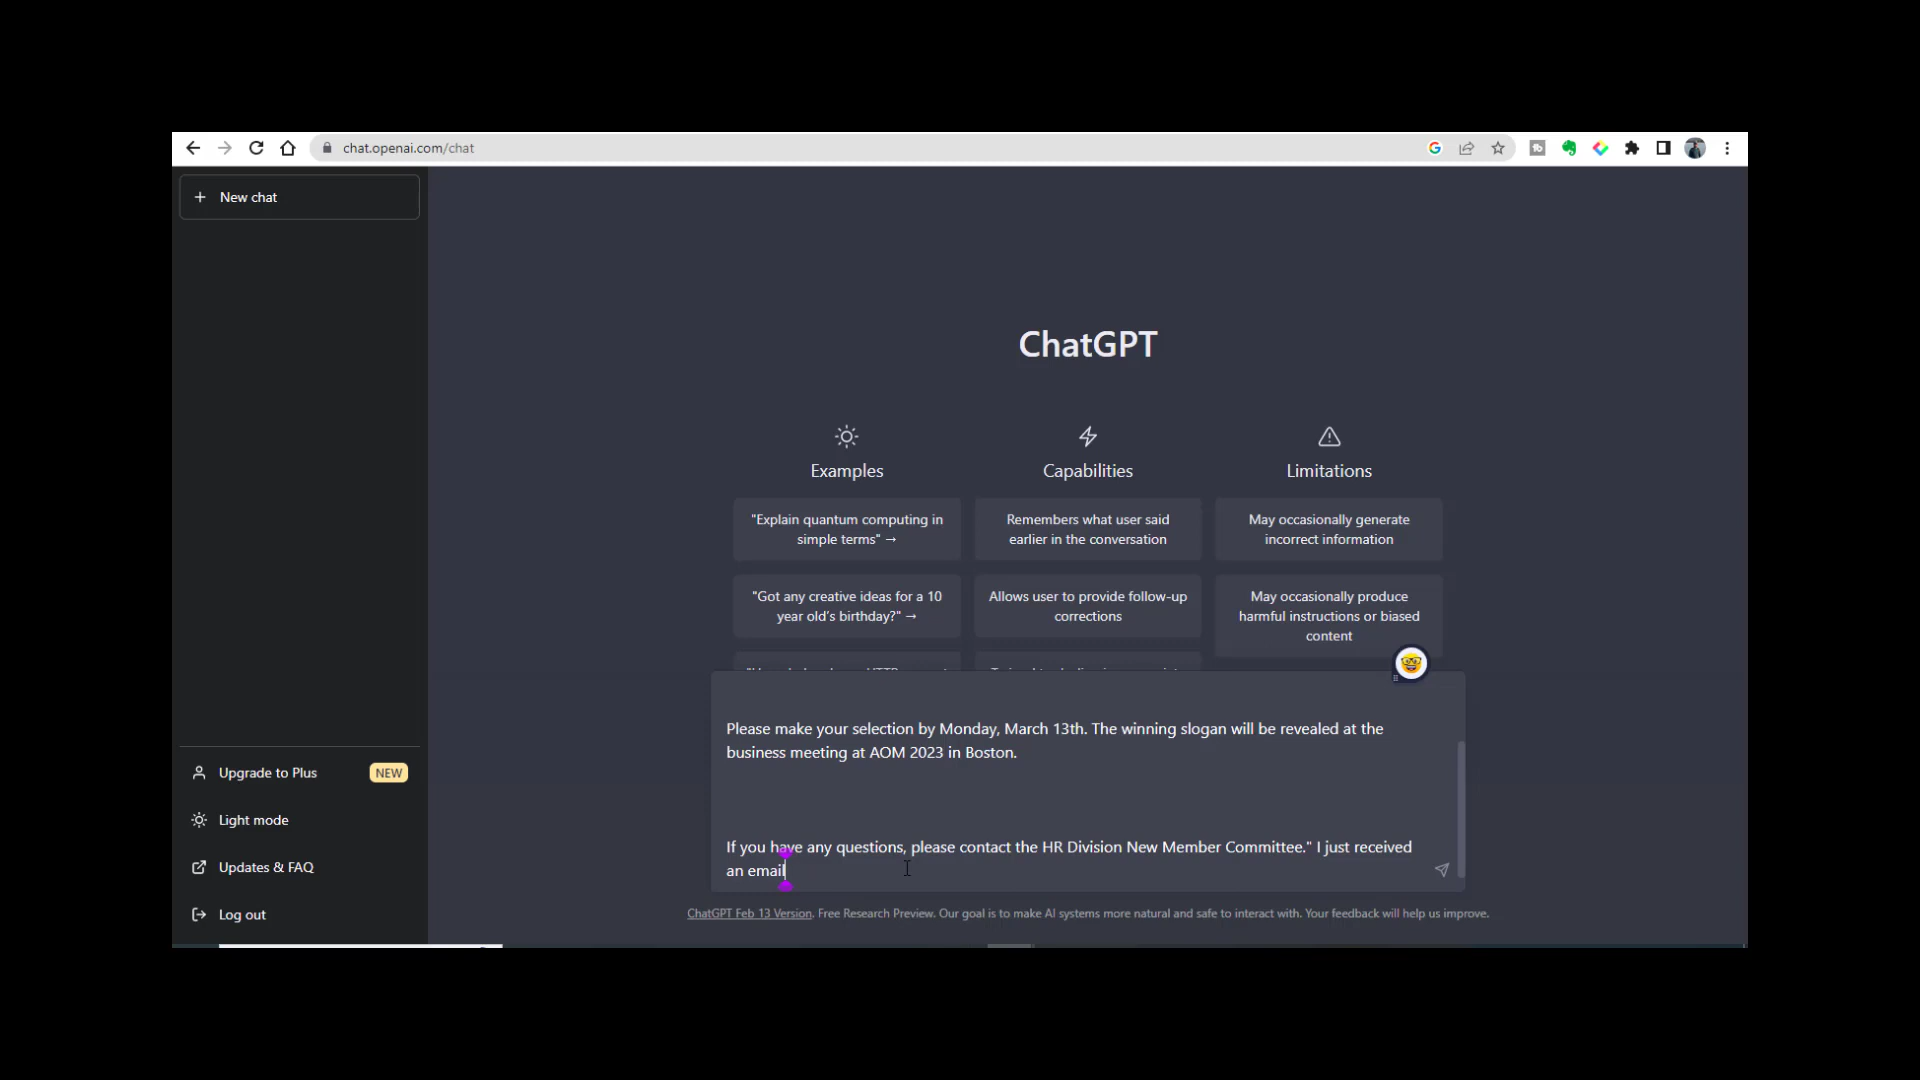 chat.openai.com/chat
New chat
ChatGPT
Examples
Capabilities
Limitations
"Explain quantum computing in
simple terms" →
Remembers what user said
earlier in the conversation
May occasionally generate
incorrect information
"Got any creative ideas for a 10
year old's birthday?" →
Allows user to provide follow-up
corrections
May occasionally produce
harmful instructions or biased
content
Please make your selection by Monday, March 13th. The winning slogan will be revealed at the
business meeting at AOM 2023 in Boston.
If you have any questions, please contact the HR Division New Member Committee." I just received
an email
Upgrade to Plus
NEW
Light mode
Updates & FAQ
Log out
ChatGPT Feb 13 Version. Free Research Preview. Our goal is to make AI systems more natural and safe to interact with. Your feedback will help us improve.